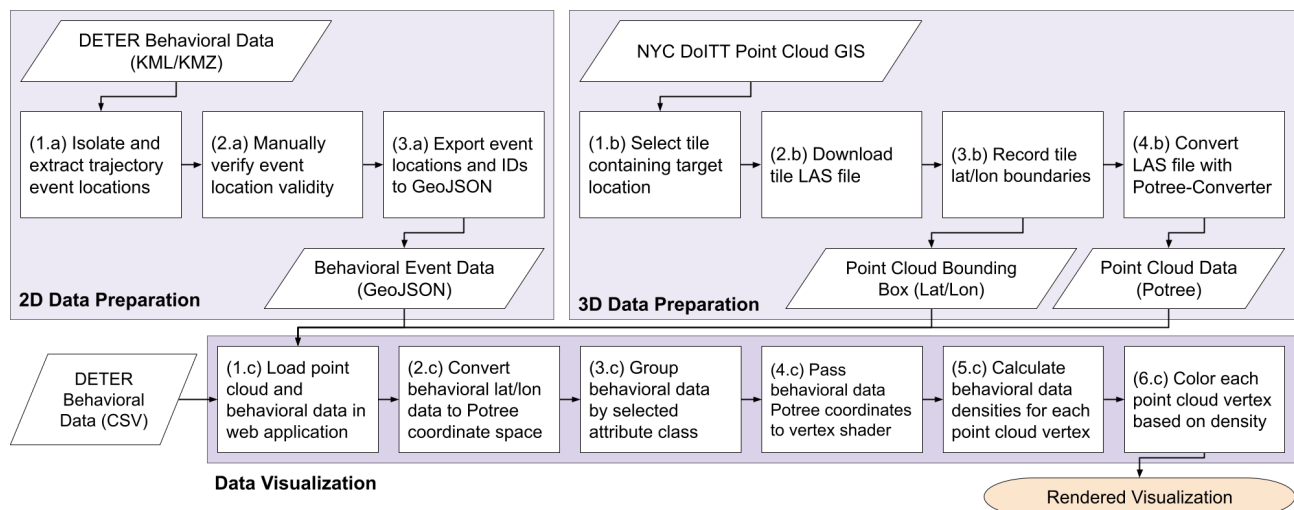 DETER Behavioral Data
(KML/KMZ)
(1.a) Isolate and
extract trajectory
event locations
(2.a) Manually
verify event
location validity
(3.a) Export event
locations and IDs
to GeoJSON
Behavioral Event Data
(GeoJSON)
2D Data Preparation
NYC DoITT Point Cloud GIS
(1.b) Select tile
containing target
location
(2.b) Download
tile LAS file
(3.b) Record tile
lat/lon boundaries
(4.b) Convert
LAS file with
Potree-Converter
Point Cloud Bounding
Box (Lat/Lon)
Point Cloud Data
(Potree)
3D Data Preparation
DETER
Behavioral
Data (CSV)
(1.c) Load point
cloud and
behavioral data in
web application
(2.c) Convert
behavioral lat/lon
data to Potree
coordinate space
(3.c) Group
behavioral data
by selected
attribute class
(4.c) Pass
behavioral data
Potree coordinates
to vertex shader
(5.c) Calculate
behavioral data
densities for each
point cloud vertex
(6.c) Color each
point cloud vertex
based on density
Data Visualization
Rendered Visualization